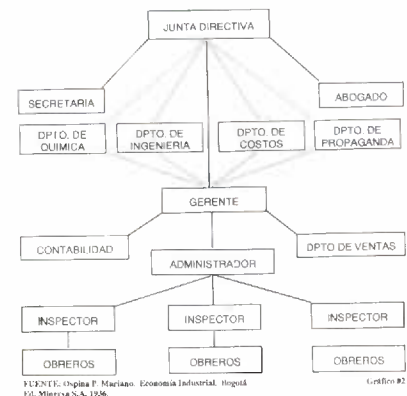 JUNTA DIRECTIVA
SECRETARIA
ABOGADO
DPTO. DE QUIMICA
DPTO. DE INGENIERIA
DPTO. DE COSTOS
DPTO. DE PROPAGANDA
GERENTE
CONTABILIDAD
DPTO DE VENTAS
ADMINISTRADOR
INSPECTOR
INSPECTOR
INSPECTOR
OBREROS
OBREROS
OBREROS
FUENTE: Ospina P. Mariano. Economía Industrial. Bogotá
Ed. Minerva S.A. 1936.
Gráfico #2